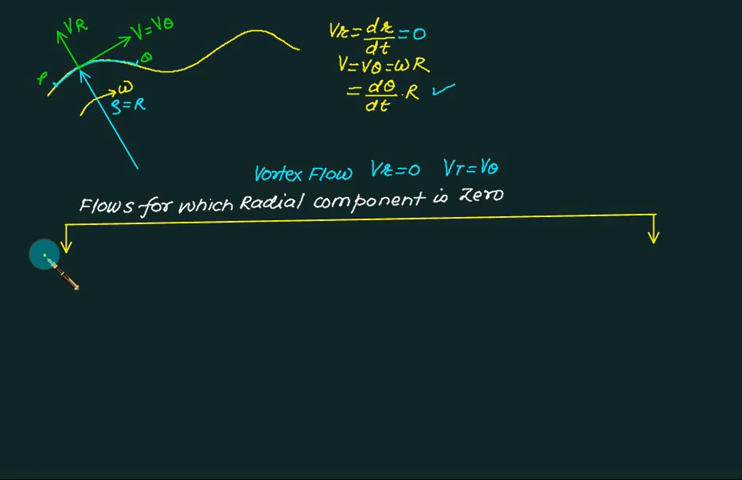 VR
V=Vθ
P
Q
ω
ρ=R
Vr=dr/dt=0
V=Vθ=ωR
=dθ/dt.R ✓
Vortex Flow Vr=0 VT=Vθ
Flows for which Radial component is Zero